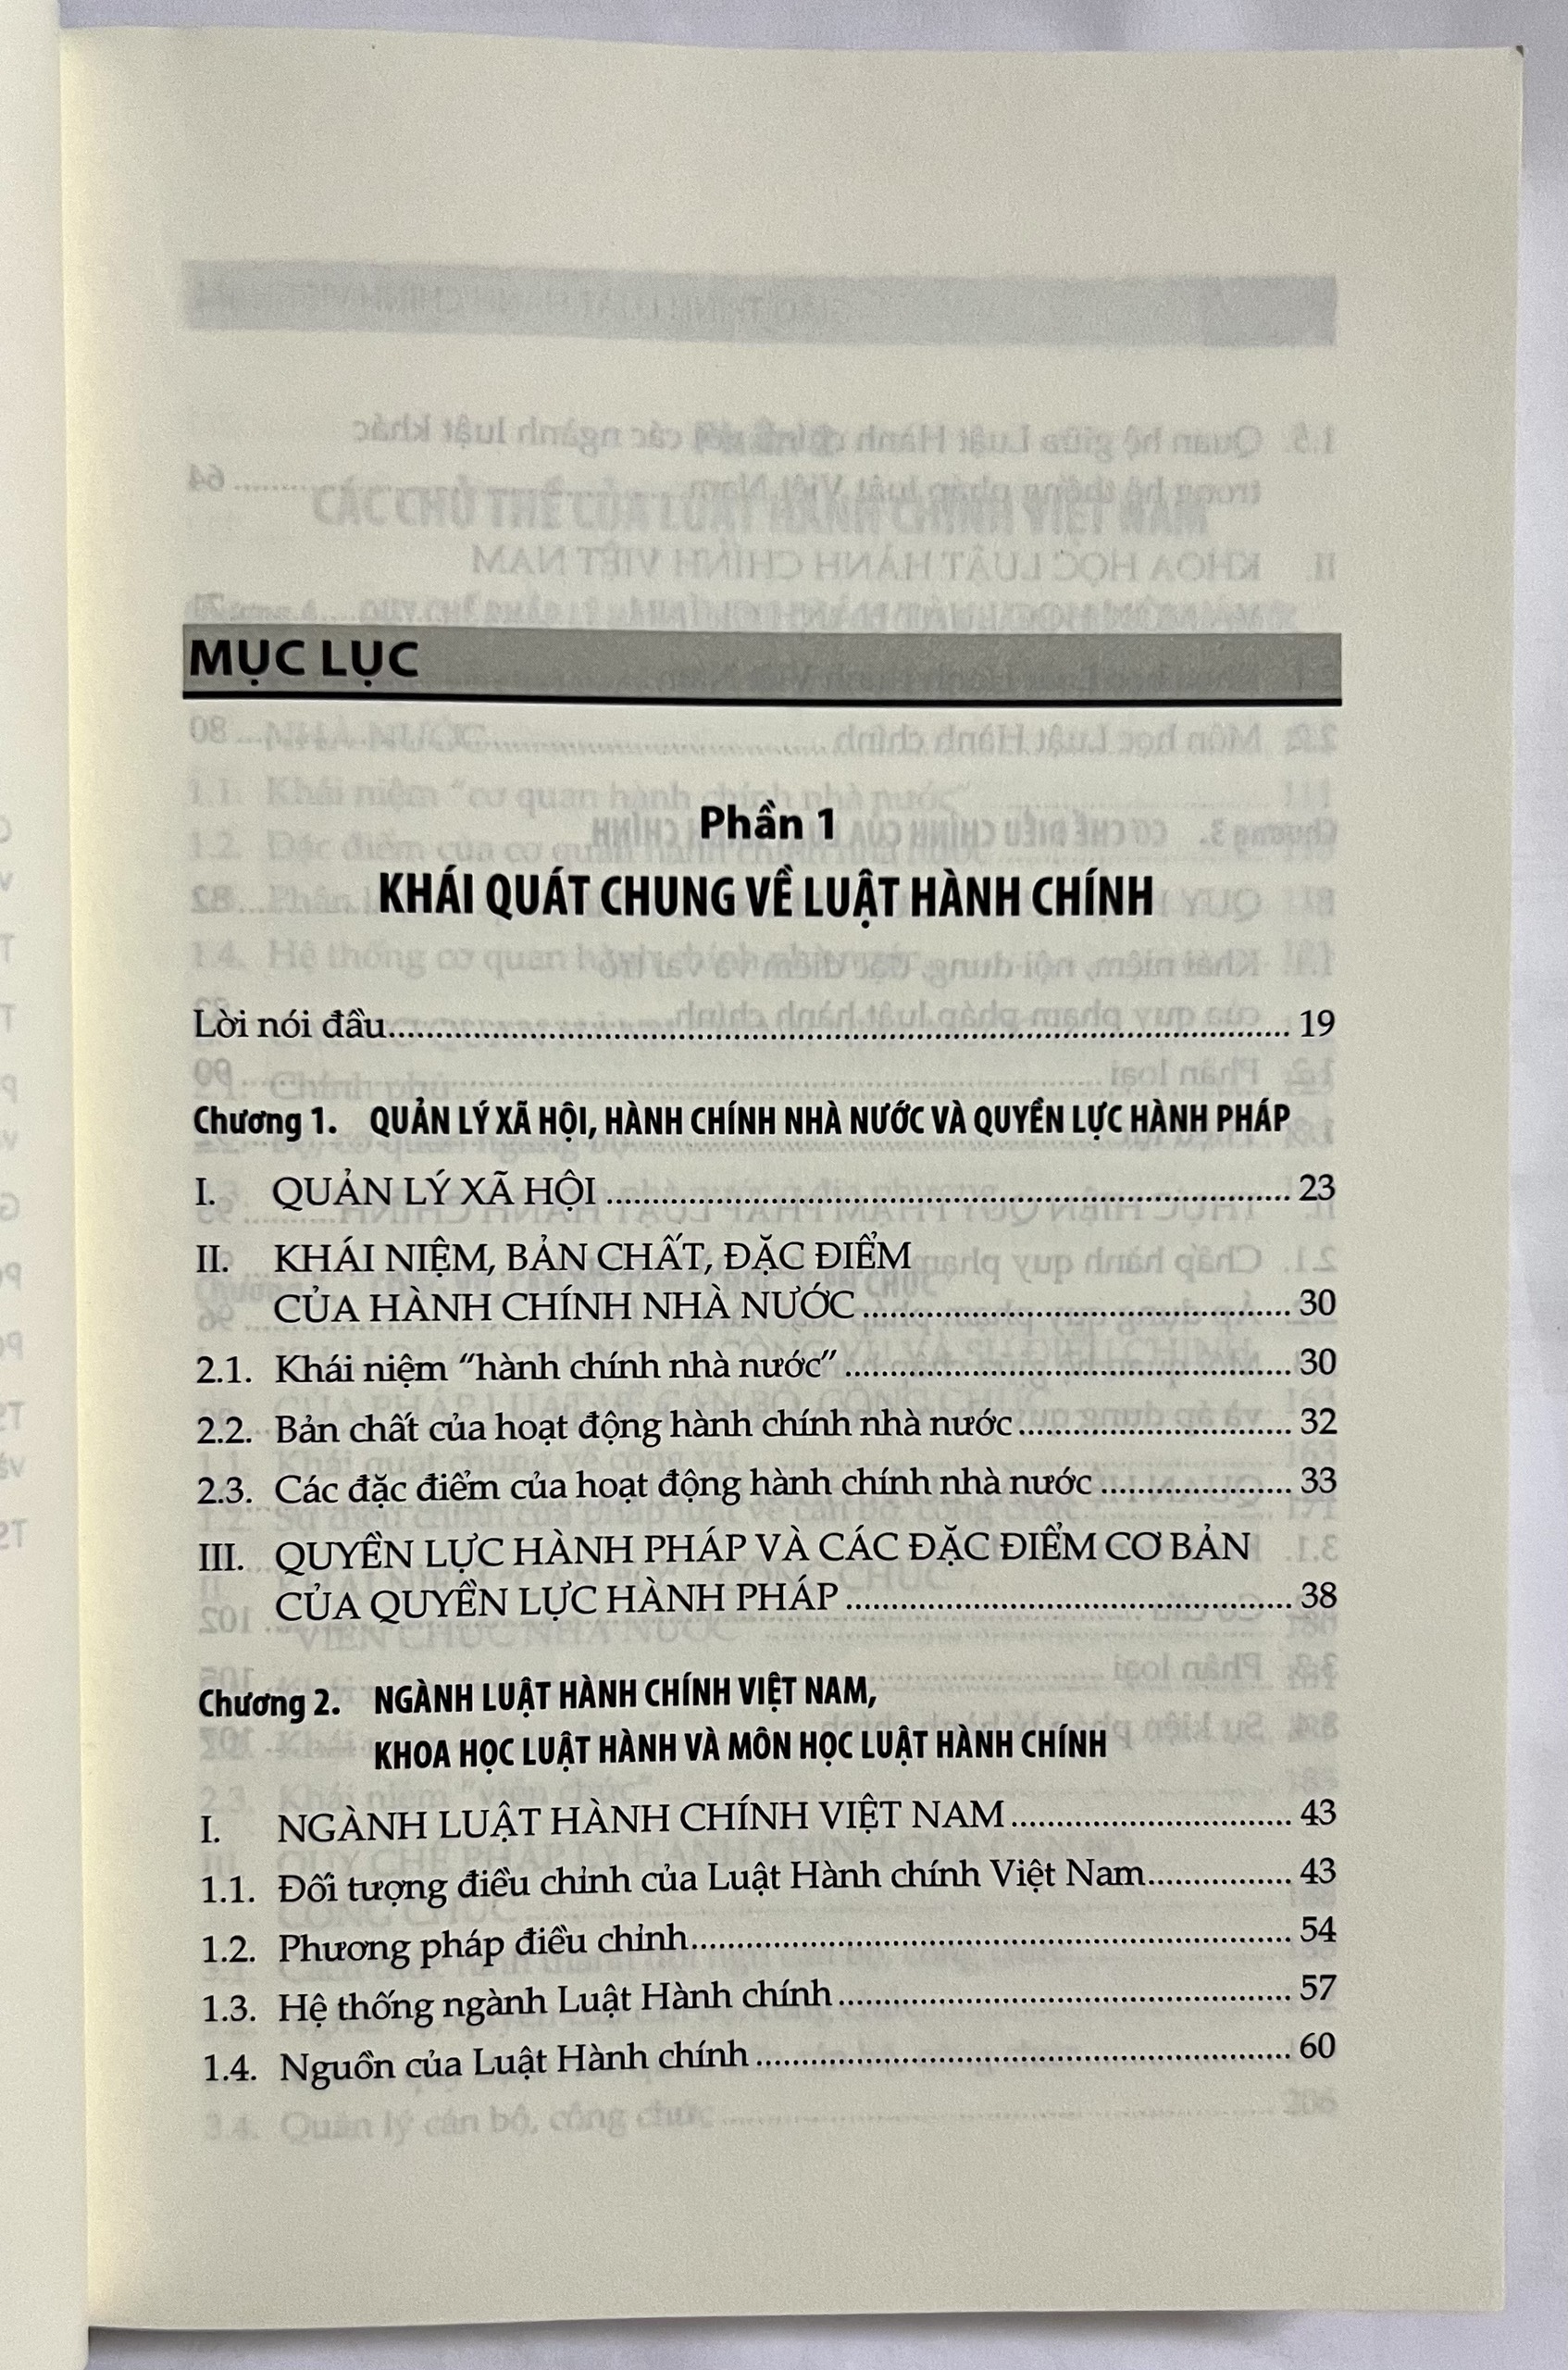 MỤC LỤC
Phần 1
KHÁI QUÁT CHUNG VỀ LUẬT HÀNH CHÍNH
Lời nói đầu........ 19
Chương 1. QUẢN LÝ XÃ HỘI, HÀNH CHÍNH NHÀ NƯỚC VÀ QUYỀN LỰC HÀNH PHÁP
I. QUẢN LÝ XÃ HỘI ........ 23
II. KHÁI NIỆM, BẢN CHẤT, ĐẶC ĐIỂM
CỦA HÀNH CHÍNH NHÀ NƯỚC ........ 30
2.1. Khái niệm “hành chính nhà nước” ........ 30
2.2. Bản chất của hoạt động hành chính nhà nước ........ 32
2.3. Các đặc điểm của hoạt động hành chính nhà nước ........ 33
III. QUYỀN LỰC HÀNH PHÁP VÀ CÁC ĐẶC ĐIỂM CƠ BẢN
CỦA QUYỀN LỰC HÀNH PHÁP ........ 38
Chương 2. NGÀNH LUẬT HÀNH CHÍNH VIỆT NAM,
KHOA HỌC LUẬT HÀNH VÀ MÔN HỌC LUẬT HÀNH CHÍNH
I. NGÀNH LUẬT HÀNH CHÍNH VIỆT NAM ........ 43
1.1. Đối tượng điều chỉnh của Luật Hành chính Việt Nam ........ 43
1.2. Phương pháp điều chỉnh ........ 54
1.3. Hệ thống ngành Luật Hành chính ........ 57
1.4. Nguồn của Luật Hành chính ........ 60